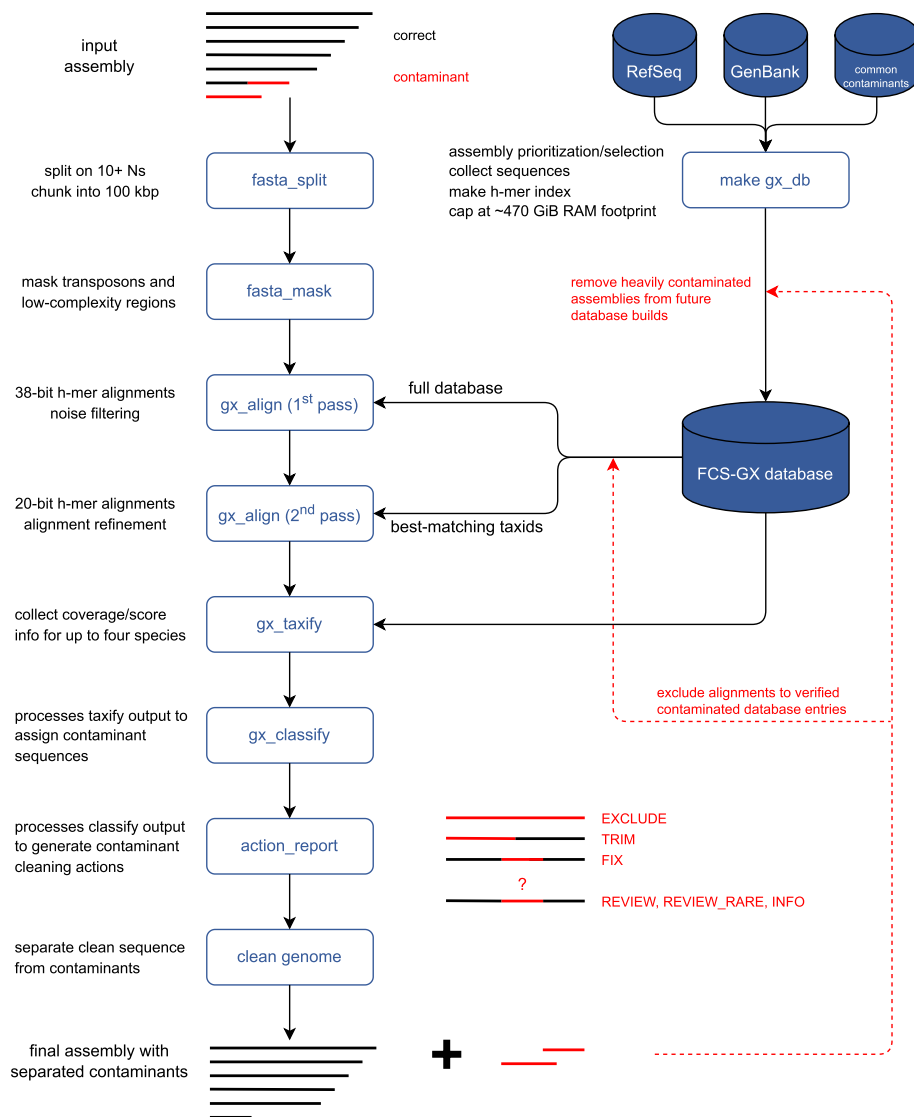 input
assembly
correct
contaminant
RefSeq
GenBank
common
contaminants
split on 10+ Ns
chunk into 100 kbp
fasta_split
assembly prioritization/selection
collect sequences
make h-mer index
cap at ~470 GiB RAM footprint
make gx_db
mask transposons and
low-complexity regions
fasta_mask
remove heavily contaminated
assemblies from future
database builds
38-bit h-mer alignments
noise filtering
gx_align (1st pass)
full database
FCS-GX database
20-bit h-mer alignments
alignment refinement
gx_align (2nd pass)
best-matching taxids
collect coverage/score
info for up to four species
gx_taxify
exclude alignments to verified
contaminated database entries
processes taxify output to
assign contaminant
sequences
gx_classify
processes classify output
to generate contaminant
cleaning actions
action_report
EXCLUDE
TRIM
FIX
?
REVIEW, REVIEW_RARE, INFO
separate clean sequence
from contaminants
clean genome
final assembly with
separated contaminants
+